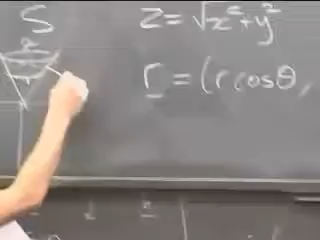 S
z = √x² + y²
r = (r cos θ,